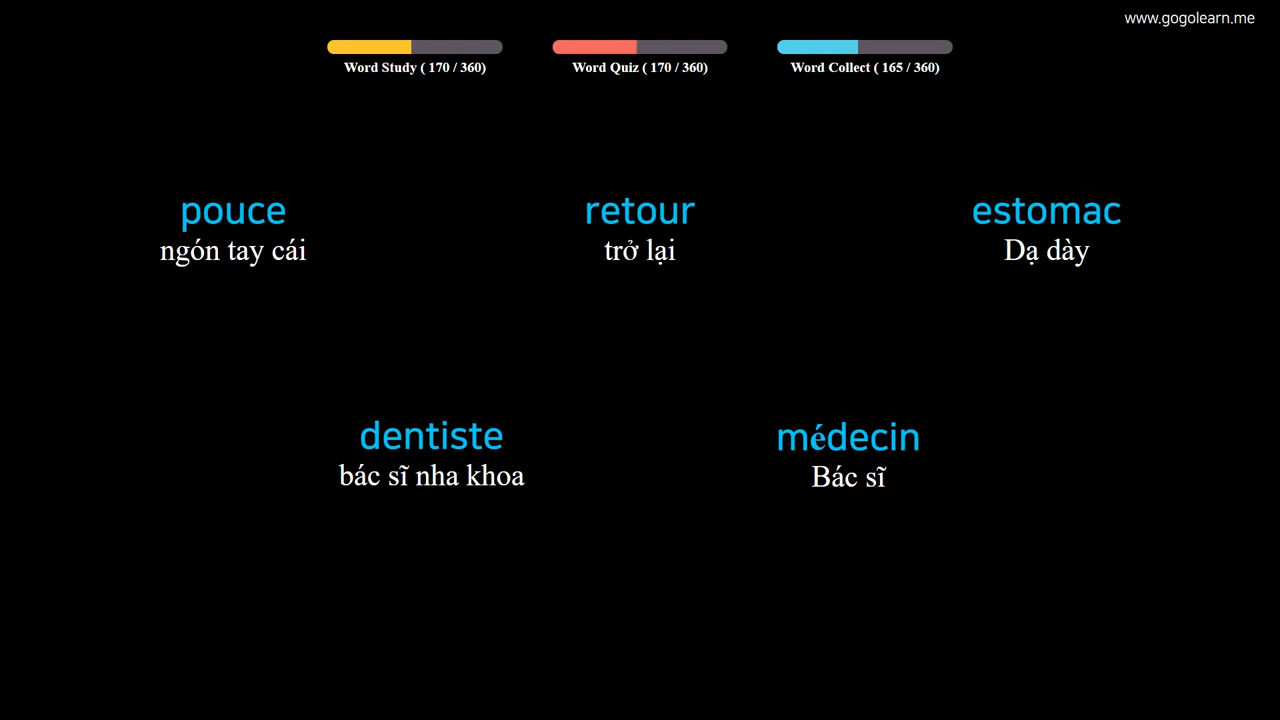 www.gogolearn.me
Word Study ( 170 / 360)
Word Quiz ( 170 / 360)
Word Collect ( 165 / 360)
pouce
ngón tay cái
retour
trở lại
estomac
Dạ dày
dentiste
bác sĩ nha khoa
médecin
Bác sĩ